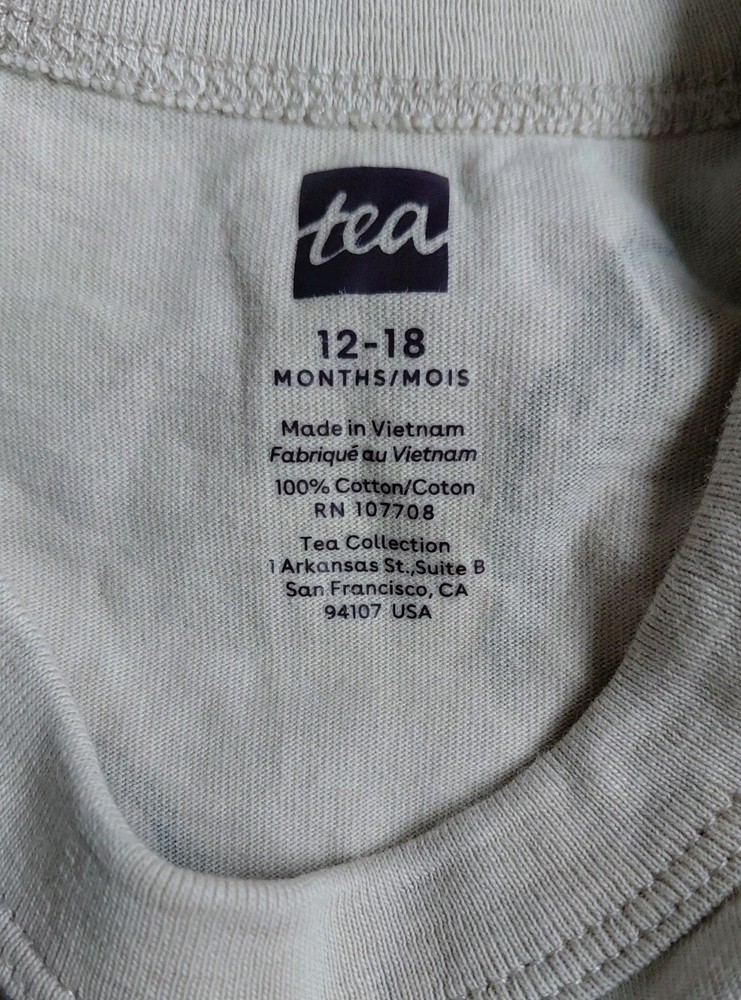 tea
12-18
MONTHS/MOIS
Made in Vietnam
Fabriqué au Vietnam
100% Cotton/Coton
RN 107708
Tea Collection
1 Arkansas St.,Suite B
San Francisco, CA
94107 USA